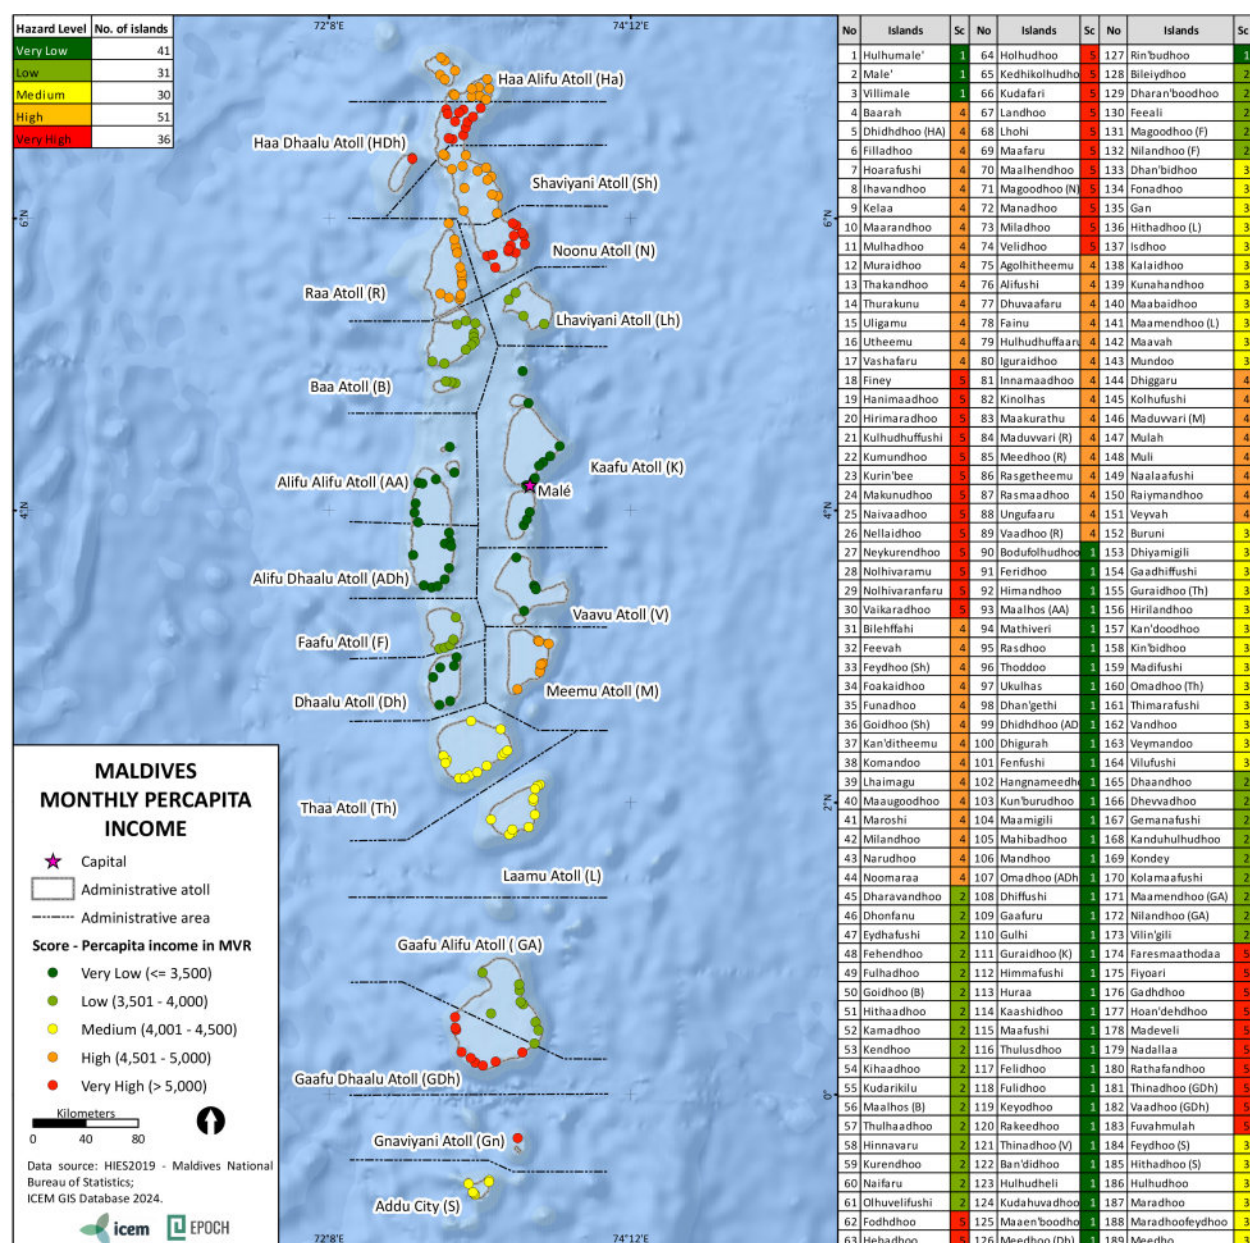 Hazard Level No. of islands
Very Low 41
Low 31
Medium 30
High 51
Very High 36
72°8'E
74°12'E
6°N
4°N
2°N
0°
6°N
4°N
2°N
0°
Haa Alifu Atoll (Ha)
Haa Dhaalu Atoll (HDh)
Shaviyani Atoll (Sh)
Noonu Atoll (N)
Raa Atoll (R)
Lhaviyani Atoll (Lh)
Baa Atoll (B)
Kaafu Atoll (K)
Alifu Alifu Atoll (AA)
Malé
Alifu Dhaalu Atoll (ADh)
Vaavu Atoll (V)
Faafu Atoll (F)
Meemu Atoll (M)
Dhaalu Atoll (Dh)
Thaa Atoll (Th)
Laamu Atoll (L)
Gaafu Alifu Atoll ( GA)
Gaafu Dhaalu Atoll (GDh)
Gnaviyani Atoll (Gn)
Addu City (S)
72°8'E
74°12'E
MALDIVES
MONTHLY PERCAPITA
INCOME
Capital
Administrative atoll
Administrative area
Score - Percapita income in MVR
Very Low (<= 3,500)
Low (3,501 - 4,000)
Medium (4,001 - 4,500)
High (4,501 - 5,000)
Very High (> 5,000)
Kilometers
0 40 80
Data source: HIES2019 - Maldives National
Bureau of Statistics;
ICEM GIS Database 2024.
icem EPOCH
No Islands Sc No Islands Sc No Islands Sc
1 Hulhumale' 1 64 Holhudhoo 5 127 Rin'budhoo 1
2 Male' 1 65 Kedhikolhudho 5 128 Bileiydhoo 2
3 Villimale 1 66 Kudafari 5 129 Dharan'boodhoo 2
4 Baarah 4 67 Landhoo 5 130 Feeali 2
5 Dhidhdhoo (HA) 4 68 Lhohi 5 131 Magoodhoo (F) 2
6 Filladhoo 4 69 Maafaru 5 132 Nilandhoo (F) 2
7 Hoarafushi 4 70 Maalhendhoo 5 133 Dhan'bidhoo 3
8 Ihavandhoo 4 71 Magoodhoo (N) 5 134 Fonadhoo 3
9 Kelaa 4 72 Manadhoo 5 135 Gan 3
10 Maarandhoo 4 73 Miladhoo 5 136 Hithadhoo (L) 3
11 Mulhadhoo 4 74 Velidhoo 5 137 Isdhoo 3
12 Muraidhoo 4 75 Agolhitheemu 4 138 Kalaidhoo 3
13 Thakandhoo 4 76 Alifushi 4 139 Kunahandhoo 3
14 Thurakunu 4 77 Dhuvaafaru 4 140 Maabaidhoo 3
15 Uligamu 4 78 Fainu 4 141 Maamendhoo (L) 3
16 Utheemu 4 79 Hulhudhuffaaru 4 142 Maavah 3
17 Vashafaru 4 80 Iguraidhoo 4 143 Mundoo 3
18 Finey 5 81 Innamaadhoo 4 144 Dhiggaru 4
19 Hanimaadhoo 5 82 Kinolhas 4 145 Kolhufushi 4
20 Hirimaradhoo 5 83 Maakurathu 4 146 Maduvvari (M) 4
21 Kulhudhuffushi 5 84 Maduvvari (R) 4 147 Mulah 4
22 Kumundhoo 5 85 Meedhoo (R) 4 148 Muli 4
23 Kurin'bee 5 86 Rasgetheemu 4 149 Naalaafushi 4
24 Makunudhoo 5 87 Rasmaadhoo 4 150 Raiymandhoo 4
25 Naivaadhoo 5 88 Ungufaaru 4 151 Veyvah 4
26 Nellaidhoo 5 89 Vaadhoo (R) 4 152 Buruni 3
27 Neykurendhoo 5 90 Bodufolhudhoo 1 153 Dhiyamigili 3
28 Nolhivaramu 5 91 Feridhoo 1 154 Gaadhiffushi 3
29 Nolhivaranfaru 5 92 Himandhoo 1 155 Guraidhoo (Th) 3
30 Vaikaradhoo 5 93 Maalhos (AA) 1 156 Hirilandhoo 3
31 Bilehffahi 4 94 Mathiveri 1 157 Kan'doodhoo 3
32 Feevah 4 95 Rasdhoo 1 158 Kin'bidhoo 3
33 Feydhoo (Sh) 4 96 Thoddoo 1 159 Madifushi 3
34 Foakaidhoo 4 97 Ukulhas 1 160 Omadhoo (Th) 3
35 Funadhoo 4 98 Dhan'gethi 1 161 Thimarafushi 3
36 Goidhoo (Sh) 4 99 Dhidhdhoo (AD 1 162 Vandhoo 3
37 Kan'ditheemu 4 100 Dhigurah 1 163 Veymandoo 3
38 Komandoo 4 101 Fenfushi 1 164 Vilufushi 3
39 Lhaimagu 4 102 Hangnameedho 1 165 Dhaandhoo 2
40 Maaugoodhoo 4 103 Kun'burudhoo 1 166 Dhevvadhoo 2
41 Maroshi 4 104 Maamigili 1 167 Gemanafushi 2
42 Milandhoo 4 105 Mahibadhoo 1 168 Kanduhulhudhoo 2
43 Narudhoo 4 106 Mandhoo 1 169 Kondey 2
44 Noomaraa 4 107 Omadhoo (ADh 1 170 Kolamaafushi 2
45 Dharavandhoo 2 108 Dhiffushi 1 171 Maamendhoo (GA) 2
46 Dhonfanu 2 109 Gaafuru 1 172 Nilandhoo (GA) 2
47 Eydhafushi 2 110 Gulhi 1 173 Vilin'gili 2
48 Fehendhoo 2 111 Guraidhoo (K) 1 174 Faresmaathodaa 5
49 Fulhadhoo 2 112 Himmafushi 1 175 Fiyoari 5
50 Goidhoo (B) 2 113 Huraa 1 176 Gadhdhoo 5
51 Hithaadhoo 2 114 Kaashidhoo 1 177 Hoan'dehdhoo 5
52 Kamadhoo 2 115 Maafushi 1 178 Madeveli 5
53 Kendhoo 2 116 Thulusdhoo 1 179 Nadallaa 5
54 Kihaadhoo 2 117 Felidhoo 1 180 Rathafandhoo 5
55 Kudarikilu 2 118 Fulidhoo 1 181 Thinadhoo (GDh) 5
56 Maalhos (B) 2 119 Keyodhoo 1 182 Vaadhoo (GDh) 5
57 Thulhaadhoo 2 120 Rakeedhoo 1 183 Fuvahmulah 5
58 Hinnavaru 2 121 Thinadhoo (V) 1 184 Feydhoo (S) 3
59 Kurendhoo 2 122 Ban'didhoo 1 185 Hithadhoo (S) 3
60 Naifaru 2 123 Hulhudheli 1 186 Hulhudhoo 3
61 Olhuvelifushi 2 124 Kudahuvadhoo 1 187 Maradhoo 3
62 Fodhdhoo 5 125 Maaen'boodho 1 188 Maradhoofeydhoo 3
63 Hebadhoo 5 126 Meedhoo (Dh) 1 189 Meedho 3